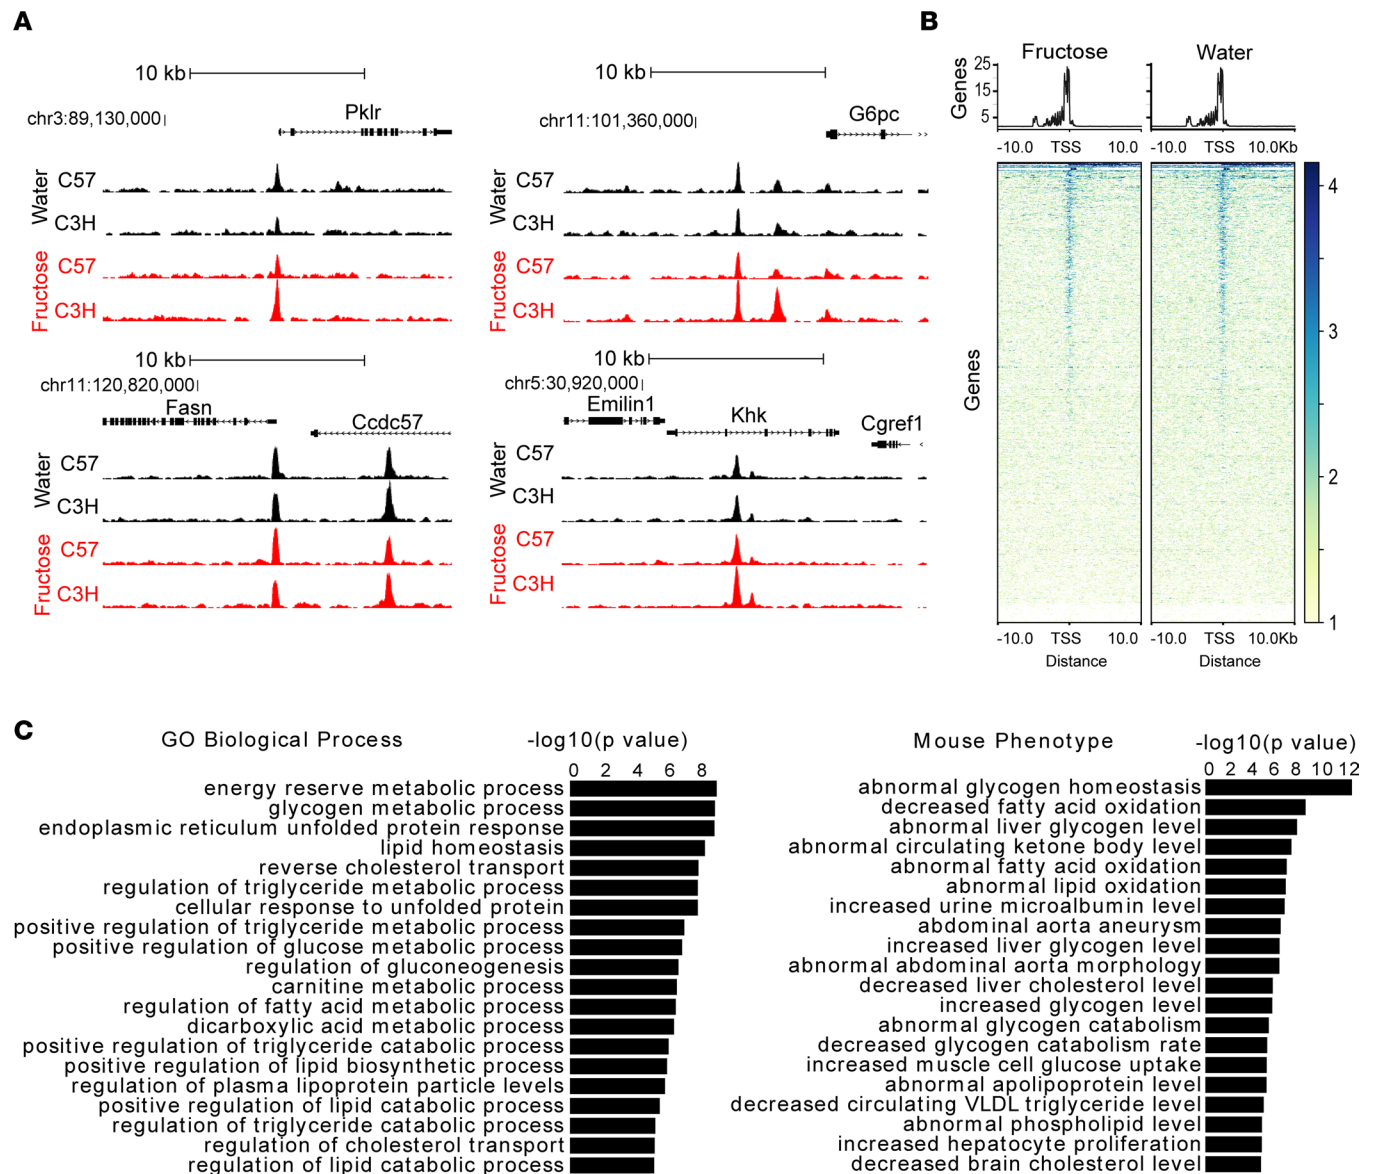 A
10 kb
chr3:89,130,000
Pklr
Water
C57
C3H
Fructose
C57
C3H
10 kb
chr11:101,360,000
G6pc
Water
C57
C3H
Fructose
C57
C3H
10 kb
chr11:120,820,000
Fasn
Ccdc57
Water
C57
C3H
Fructose
C57
C3H
10 kb
chr5:30,920,000
Emilin1
Khk
Cgref1
Water
C57
C3H
Fructose
C57
C3H
B
Fructose Water
Genes
25
15
5
-10.0 TSS 10.0 -10.0 TSS 10.0Kb
Genes
4
3
2
1
-10.0 TSS 10.0 -10.0 TSS 10.0Kb
Distance Distance
C
GO Biological Process -log10(p value)
0 2 4 6 8
energy reserve metabolic process
glycogen metabolic process
endoplasmic reticulum unfolded protein response
lipid homeostasis
reverse cholesterol transport
regulation of triglyceride metabolic process
cellular response to unfolded protein
positive regulation of triglyceride metabolic process
positive regulation of glucose metabolic process
regulation of gluconeogenesis
carnitine metabolic process
regulation of fatty acid metabolic process
dicarboxylic acid metabolic process
positive regulation of triglyceride catabolic process
positive regulation of lipid biosynthetic process
regulation of plasma lipoprotein particle levels
positive regulation of lipid catabolic process
regulation of triglyceride catabolic process
regulation of cholesterol transport
regulation of lipid catabolic process
Mouse Phenotype -log10(p value)
0 2 4 6 8 10 12
abnormal glycogen homeostasis
decreased fatty acid oxidation
abnormal liver glycogen level
abnormal circulating ketone body level
abnormal fatty acid oxidation
abnormal lipid oxidation
increased urine microalbumin level
abdominal aorta aneurysm
increased liver glycogen level
abnormal abdominal aorta morphology
decreased liver cholesterol level
increased glycogen level
abnormal glycogen catabolism
decreased glycogen catabolism rate
increased muscle cell glucose uptake
abnormal apolipoprotein level
decreased circulating VLDL triglyceride level
abnormal phospholipid level
increased hepatocyte proliferation
decreased brain cholesterol level